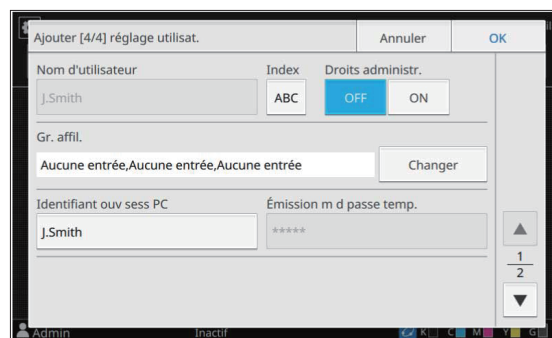 Ajouter [4/4] réglage utilisat. Annuler OK
Nom d'utilisateur Index Droits administr.
J.Smith ABC OFF ON
Gr. affil.
Aucune entrée,Aucune entrée,Aucune entrée Changer
Identifiant ouv sess PC Émission m d passe temp.
J.Smith *****
1
2
Admin Inactif K C M Y G